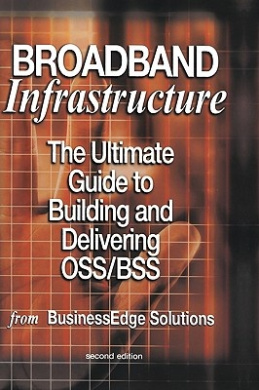 BROADBAND
Infrastructure
The Ultimate
Guide to
Building and
Delivering
OSS/BSS
from BusinessEdge Solutions
second edition